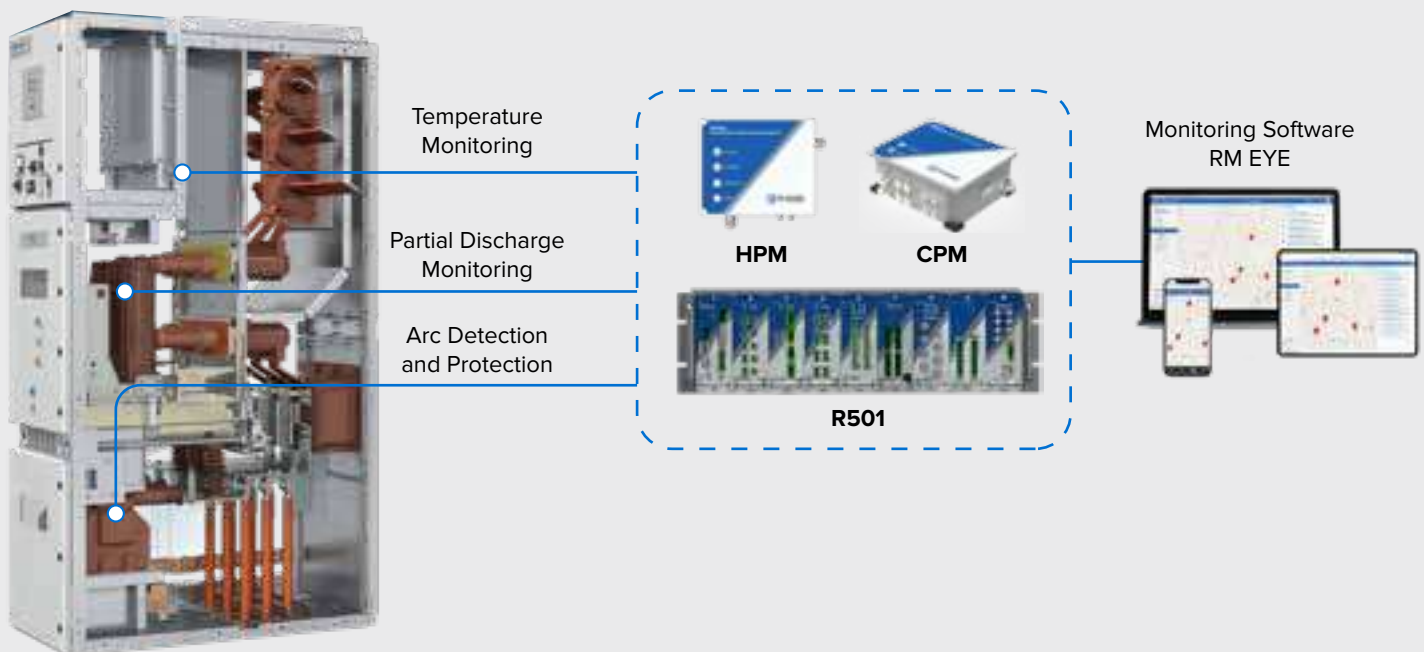 Temperature
Monitoring
Partial Discharge
Monitoring
Arc Detection
and Protection
HPM
CPM
R501
Monitoring Software
RM EYE